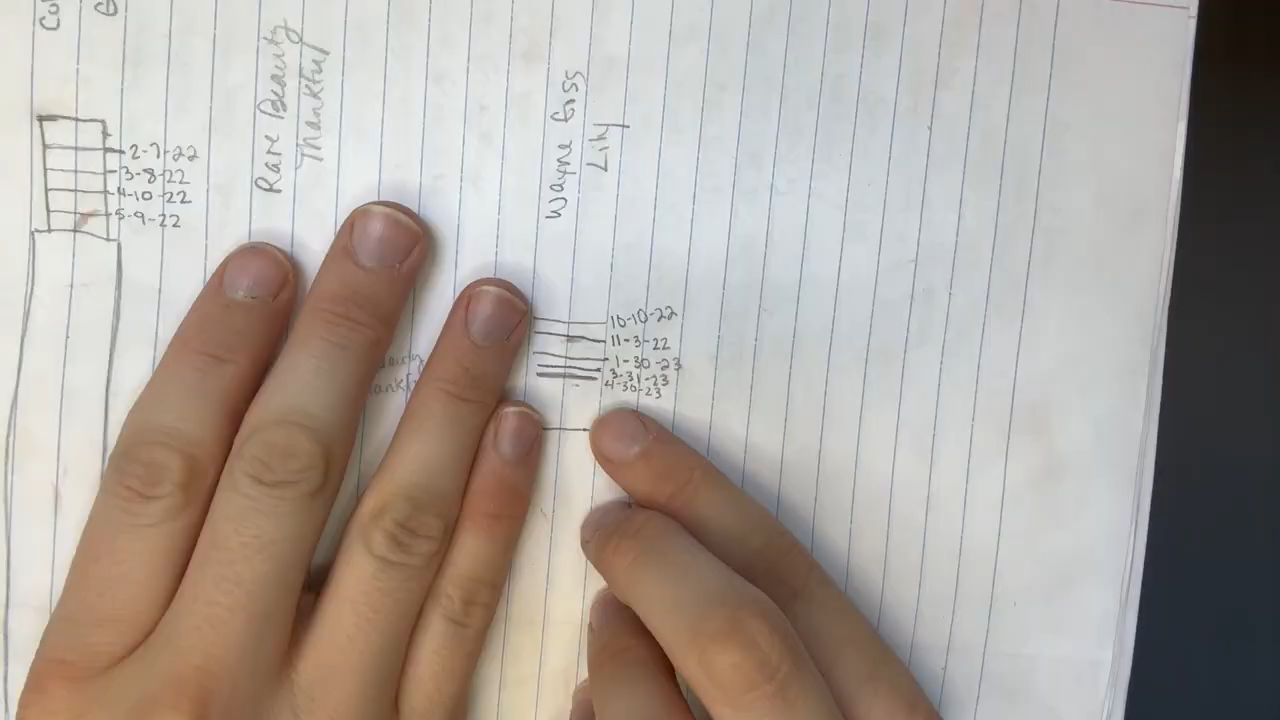 2-7-22
3-8-22
4-10-22
5-9-22
Rare Beauty
Thankful
Wayne Goss
Lily
10-10-22
11-3-22
1-30-23
3-31-23
4-30-23